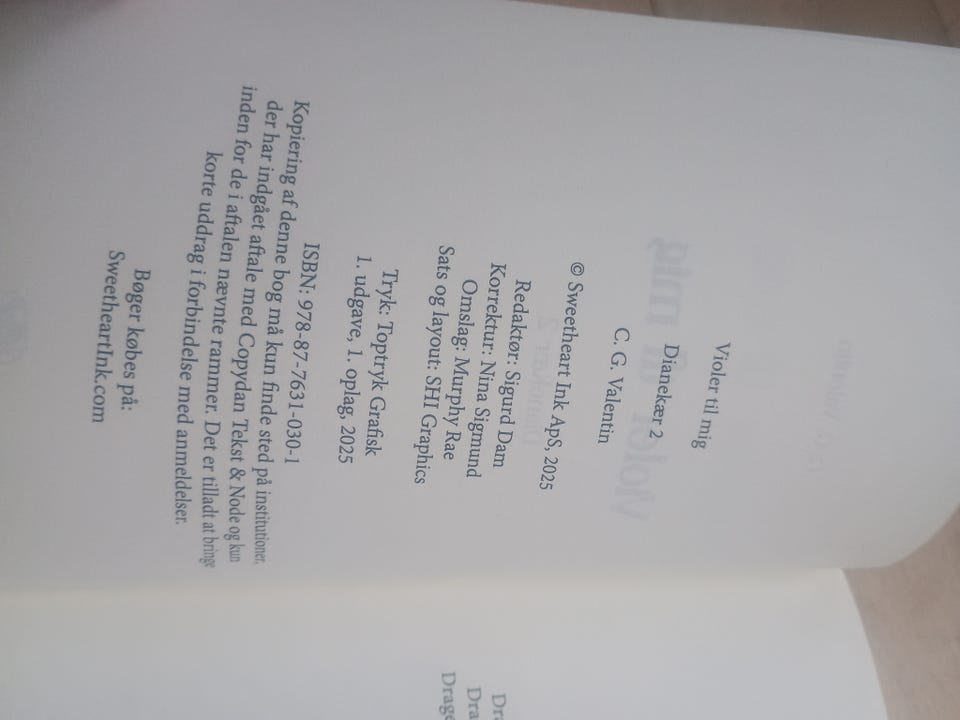 Violer til mig
Dianekær 2
C. G. Valentin
© Sweetheart Ink ApS, 2025
Redaktør: Sigurd Dam
Korrektur: Nina Sigmund
Omslag: Murphy Rae
Sats og layout: SHI Graphics
Tryk: Toptryk Grafisk
1. udgave, 1. oplag, 2025
ISBN: 978-87-7631-030-1
Kopiering af denne bog må kun finde sted på institutioner,
der har indgået aftale med Copydan Tekst & Node og kun
inden for de i aftalen nævnte rammer. Det er tilladt at bringe
korte uddrag i forbindelse med anmeldelser.
Bøger købes på:
SweetheartInk.com